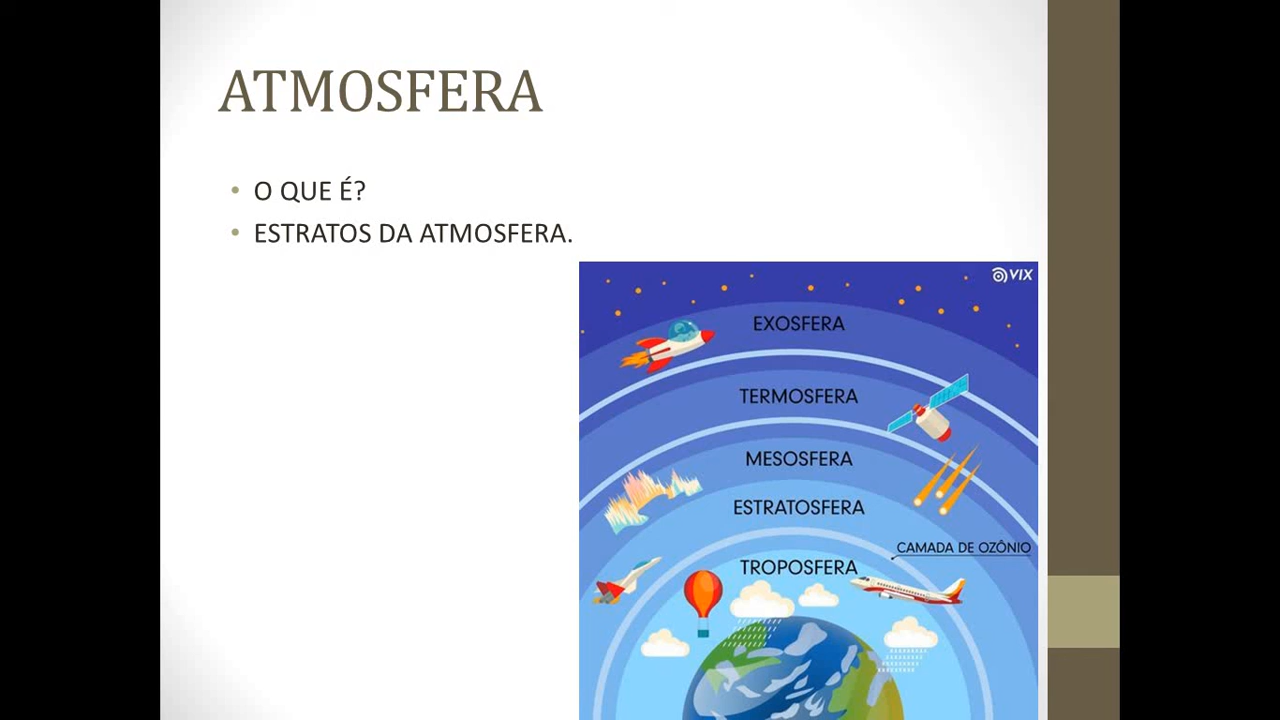 ATMOSFERA
• O QUE É?
• ESTRATOS DA ATMOSFERA.
VIX
EXOSFERA
TERMOSFERA
MESOSFERA
ESTRATOSFERA
CAMADA DE OZÔNIO
TROPOSFERA